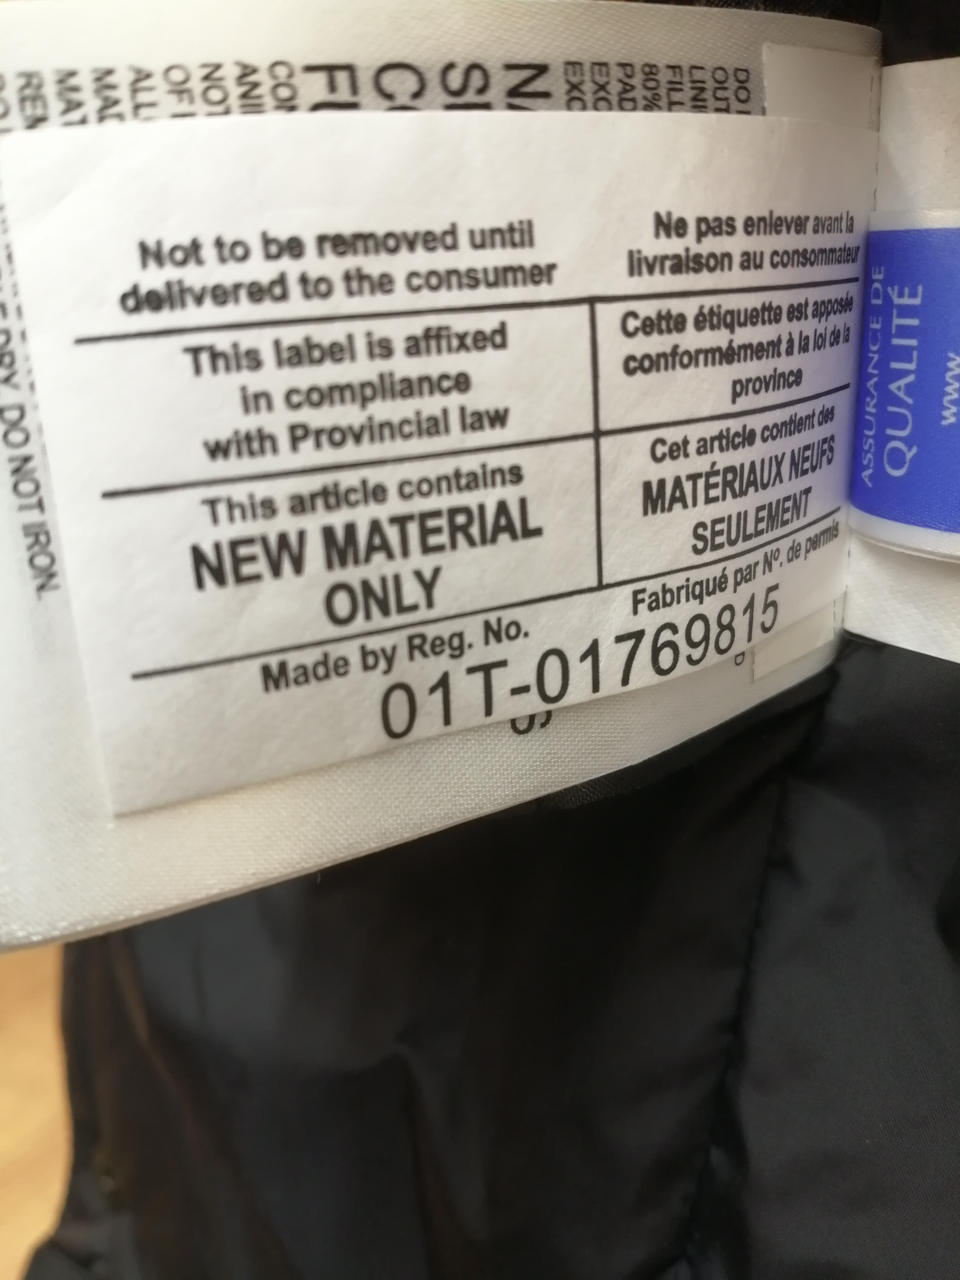 Not to be removed until
delivered to the consumer
Ne pas enlever avant la
livraison au consommateur
This label is affixed
in compliance
with Provincial law
Cette étiquette est apposée
conformément à la loi de la
province
This article contains
NEW MATERIAL
ONLY
Cet article contient des
MATÉRIAUX NEUFS
SEULEMENT
Made by Reg. No.
Fabriqué par Nº. de permis
01T-01769815
DRY. DO NOT IRON.
80%
ASSURANCE DE
QUALITÉ
www